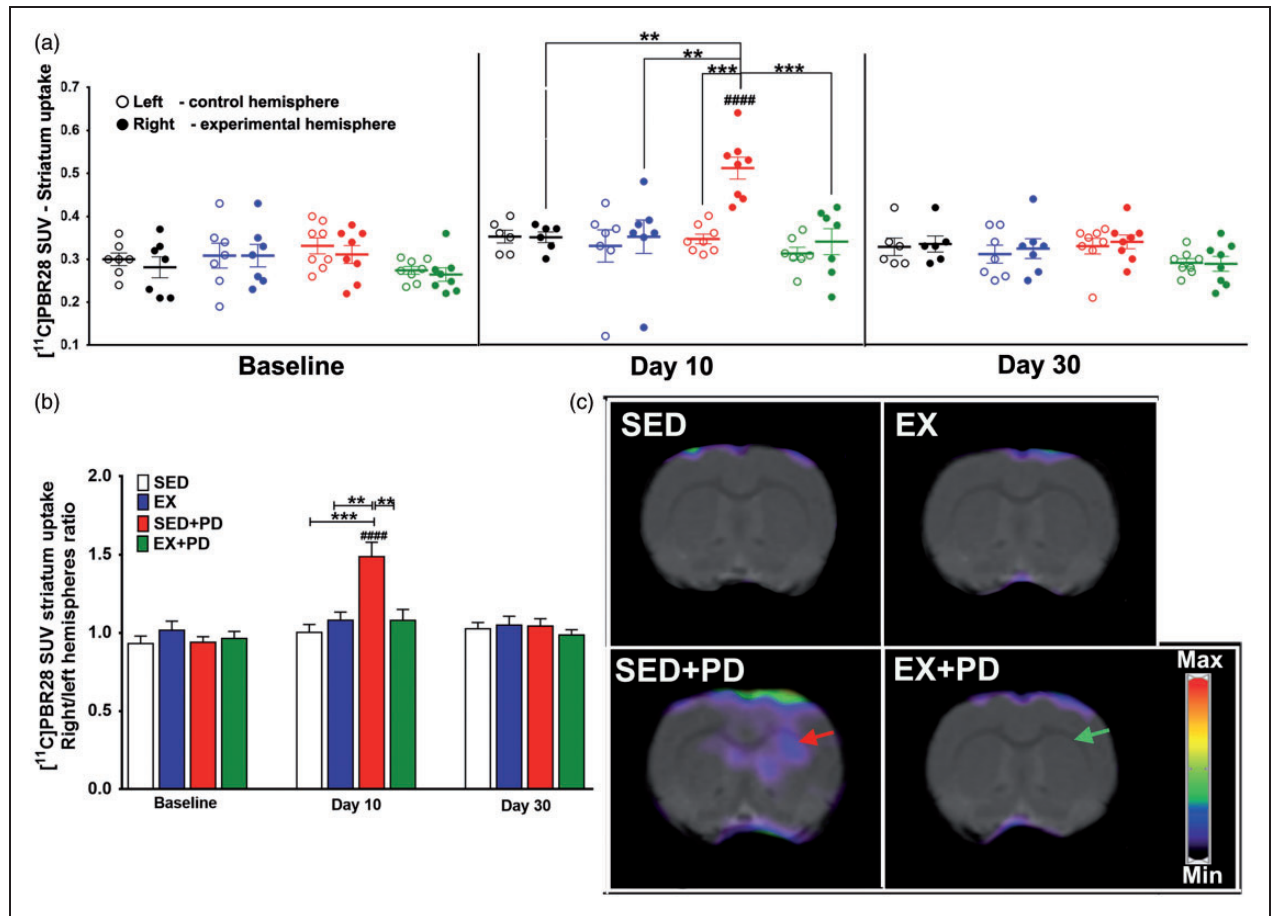 (a)
[¹¹C]PBR28 SUV - Striatum uptake
0.7
0.6
0.5
0.4
0.3
0.2
0.1
Left - control hemisphere
Right - experimental hemisphere
**
**
*** ***
####
Baseline Day 10 Day 30
(b)
[¹¹C]PBR28 SUV striatum uptake
Right/left hemispheres ratio
2.0
1.5
1.0
0.5
0.0
SED
EX
SED+PD
EX+PD
** **
***
####
Baseline Day 10 Day 30
(c)
SED EX
SED+PD EX+PD
Max
Min